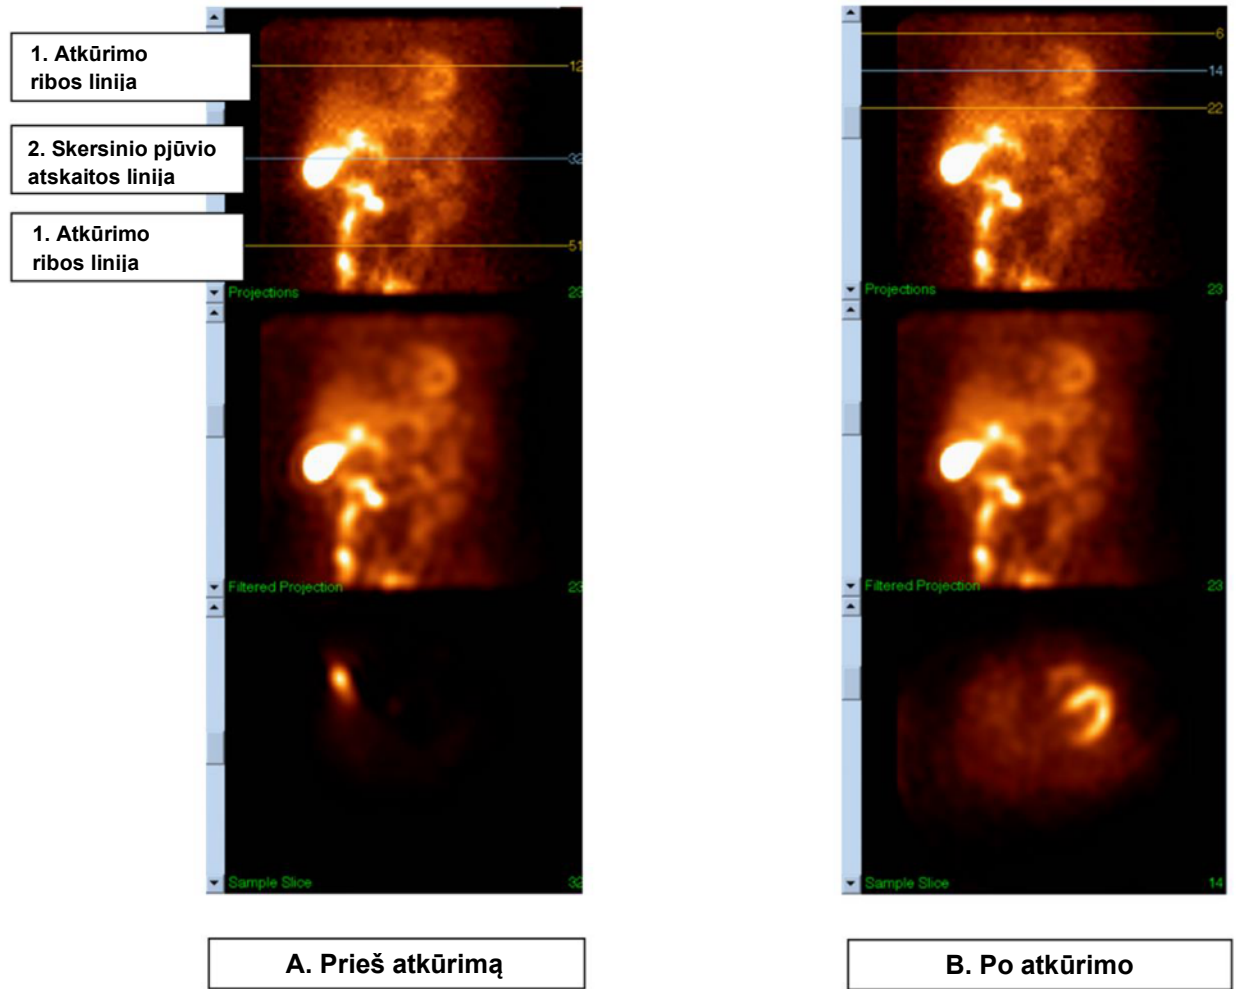 1. Atkūrimo
ribos linija
2. Skersinio pjūvio
atskaitos linija
1. Atkūrimo
ribos linija
12
32
51
Projections 23
Filtered Projection 23
Sample Slice 32
A. Prieš atkūrimą
6
14
22
Projections 23
Filtered Projection 23
Sample Slice 14
B. Po atkūrimo